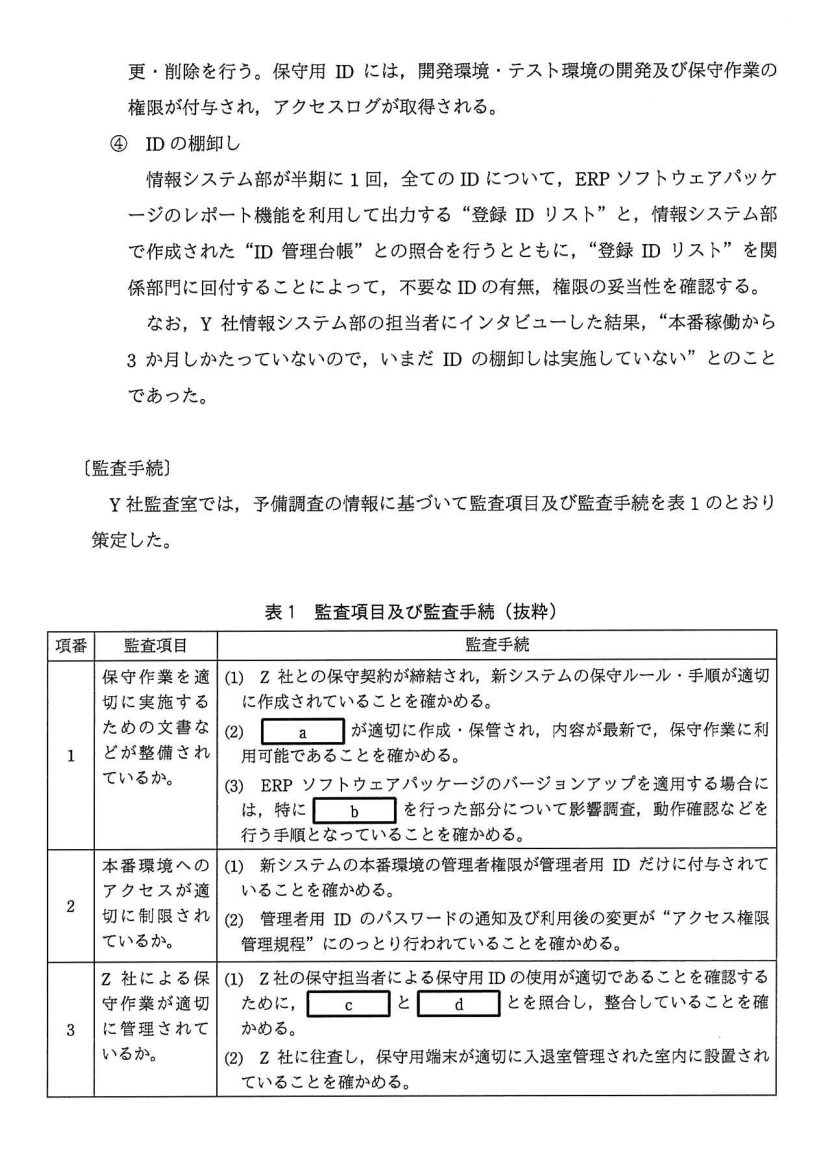 更・削除を行う。保守用 ID には，開発環境・テスト環境の開発及び保守作業の
権限が付与され，アクセスログが取得される。
④ ID の棚卸し
情報システム部が半期に 1 回，全ての ID について，ERP ソフトウェアパッケ
ージのレポート機能を利用して出力する“登録 ID リスト”と，情報システム部
で作成された“ID 管理台帳”との照合を行うとともに，“登録 ID リスト”を関
係部門に回付することによって，不要な ID の有無，権限の妥当性を確認する。
なお，Y 社情報システム部の担当者にインタビューした結果，“本番稼働から
3 か月しかたっていないので，いまだ ID の棚卸しは実施していない”とのこと
であった。
〔監査手続〕
Y 社監査室では，予備調査の情報に基づいて監査項目及び監査手続を表 1 のとおり
策定した。
表 1 監査項目及び監査手続（抜粋）
項番 監査項目 監査手続
1
保守作業を適
切に実施する
ための文書な
どが整備され
ているか。
(1) Z 社との保守契約が締結され，新システムの保守ルール・手順が適切
に作成されていることを確かめる。
(2) a が適切に作成・保管され，内容が最新で，保守作業に利
用可能であることを確かめる。
(3) ERP ソフトウェアパッケージのバージョンアップを適用する場合に
は，特に b を行った部分について影響調査，動作確認などを
行う手順となっていることを確かめる。
2
本番環境への
アクセスが適
切に制限され
ているか。
(1) 新システムの本番環境の管理者権限が管理者用 ID だけに付与されて
いることを確かめる。
(2) 管理者用 ID のパスワードの通知及び利用後の変更が“アクセス権限
管理規程”にのっとり行われていることを確かめる。
3
Z 社による保
守作業が適切
に管理されて
いるか。
(1) Z 社の保守担当者による保守用 ID の使用が適切であることを確認する
ために， c と d とを照合し，整合していることを確
かめる。
(2) Z 社に往査し，保守用端末が適切に入退室管理された室内に設置され
ていることを確かめる。